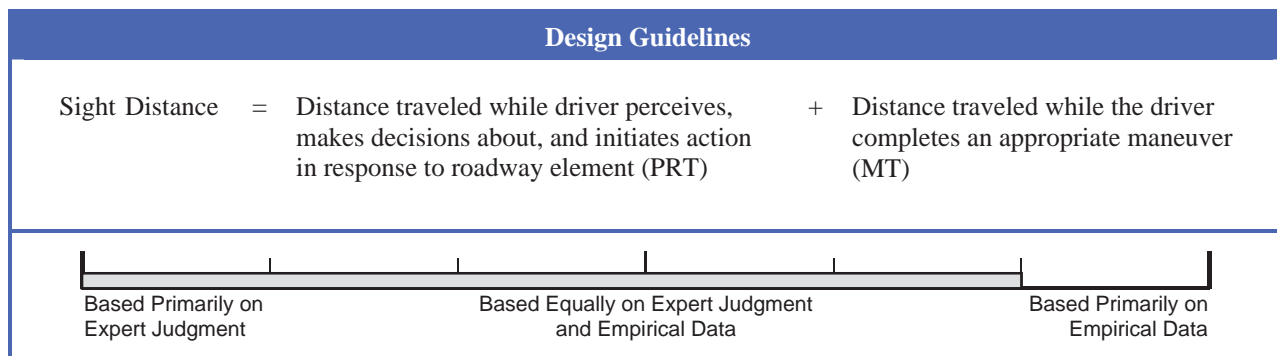 Design Guidelines
Sight Distance = Distance traveled while driver perceives, + Distance traveled while the driver
makes decisions about, and initiates action completes an appropriate maneuver
in response to roadway element (PRT) (MT)
Based Primarily on Based Equally on Expert Judgment Based Primarily on
Expert Judgment and Empirical Data Empirical Data